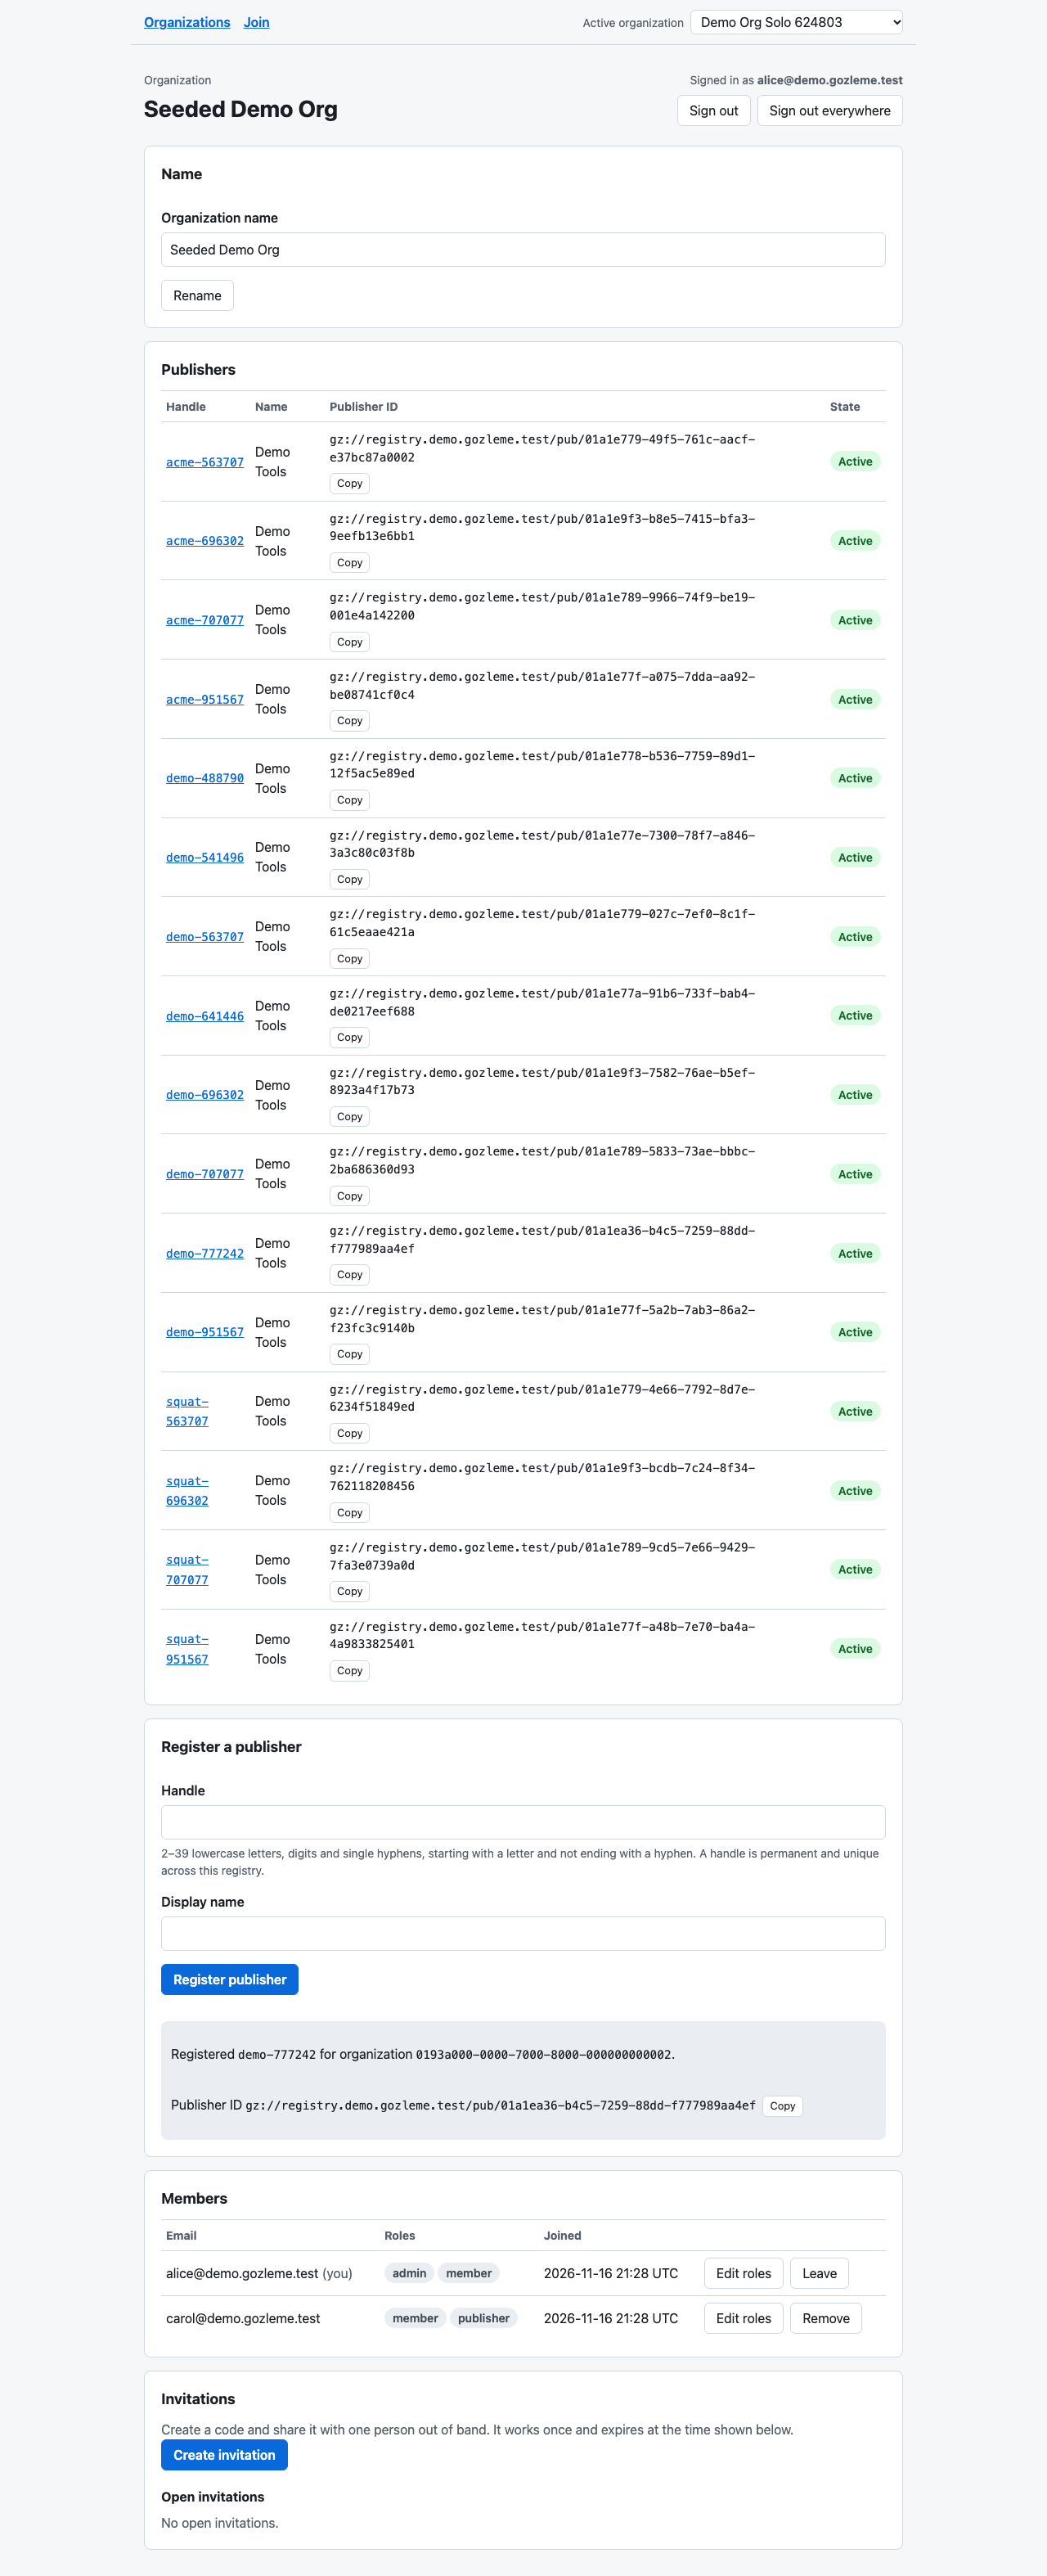 Organizations Join Active organization Demo Org Solo 624803
Organization Signed in as alice@demo.gozleme.test
Seeded Demo Org Sign out Sign out everywhere
Name
Organization name
Seeded Demo Org
Rename
Publishers
Handle Name Publisher ID State
acme-563707 Demo Tools gz://registry.demo.gozleme.test/pub/01a1e779-49f5-761c-aacf-
e37bc87a0002 Active
Copy
acme-696302 Demo Tools gz://registry.demo.gozleme.test/pub/01a1e9f3-b8e5-7415-bfa3-
9eefb13e6bb1 Active
Copy
acme-707077 Demo Tools gz://registry.demo.gozleme.test/pub/01a1e789-9966-74f9-be19-
001e4a142200 Active
Copy
acme-951567 Demo Tools gz://registry.demo.gozleme.test/pub/01a1e77f-a075-7dda-aa92-
be08741cf0c4 Active
Copy
demo-488790 Demo Tools gz://registry.demo.gozleme.test/pub/01a1e778-b536-7759-89d1-
12f5ac5e89ed Active
Copy
demo-541496 Demo Tools gz://registry.demo.gozleme.test/pub/01a1e77e-7300-78f7-a846-
3a3c80c03f8b Active
Copy
demo-563707 Demo Tools gz://registry.demo.gozleme.test/pub/01a1e779-027c-7ef0-8c1f-
61c5eaae421a Active
Copy
demo-641446 Demo Tools gz://registry.demo.gozleme.test/pub/01a1e77a-91b6-733f-bab4-
de0217eef688 Active
Copy
demo-696302 Demo Tools gz://registry.demo.gozleme.test/pub/01a1e9f3-7582-76ae-b5ef-
8923a4f17b73 Active
Copy
demo-707077 Demo Tools gz://registry.demo.gozleme.test/pub/01a1e789-5833-73ae-bbbc-
2ba686360d93 Active
Copy
demo-777242 Demo Tools gz://registry.demo.gozleme.test/pub/01a1ea36-b4c5-7259-88dd-
f777989aa4ef Active
Copy
demo-951567 Demo Tools gz://registry.demo.gozleme.test/pub/01a1e77f-5a2b-7ab3-86a2-
f23fc3c9140b Active
Copy
squat-563707 Demo Tools gz://registry.demo.gozleme.test/pub/01a1e779-4e66-7792-8d7e-
6234f51849ed Active
Copy
squat-696302 Demo Tools gz://registry.demo.gozleme.test/pub/01a1e9f3-bcdb-7c24-8f34-
762118208456 Active
Copy
squat-707077 Demo Tools gz://registry.demo.gozleme.test/pub/01a1e789-9cd5-7e66-9429-
7fa3e0739a0d Active
Copy
squat-951567 Demo Tools gz://registry.demo.gozleme.test/pub/01a1e77f-a48b-7e70-ba4a-
4a9833825401 Active
Copy
Register a publisher
Handle
2–39 lowercase letters, digits and single hyphens, starting with a letter and not ending with a hyphen. A handle is permanent and unique
across this registry.
Display name
Register publisher
Registered demo-777242 for organization 0193a000-0000-7000-8000-000000000002.
Publisher ID gz://registry.demo.gozleme.test/pub/01a1ea36-b4c5-7259-88dd-f777989aa4ef Copy
Members
Email Roles Joined
alice@demo.gozleme.test (you) admin member 2026-11-16 21:28 UTC Edit roles Leave
carol@demo.gozleme.test member publisher 2026-11-16 21:28 UTC Edit roles Remove
Invitations
Create a code and share it with one person out of band. It works once and expires at the time shown below.
Create invitation
Open invitations
No open invitations.